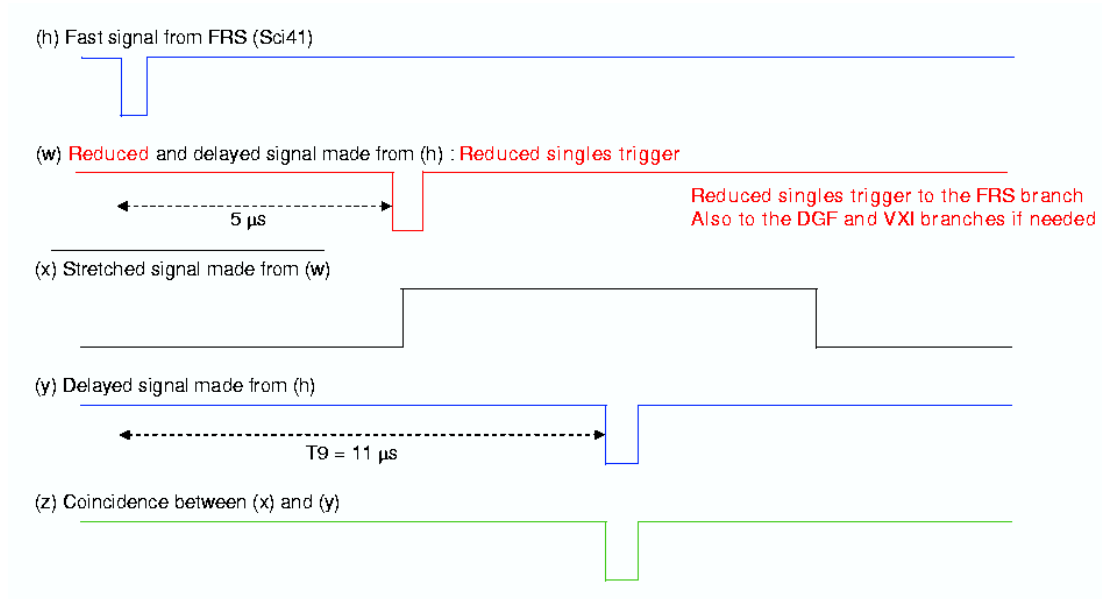 (h) Fast signal from FRS (Sci41)
(w) Reduced and delayed signal made from (h) : Reduced singles trigger
Reduced singles trigger to the FRS branch
Also to the DGF and VXI branches if needed
5 µs
(x) Stretched signal made from (w)
(y) Delayed signal made from (h)
T9 = 11 µs
(z) Coincidence between (x) and (y)